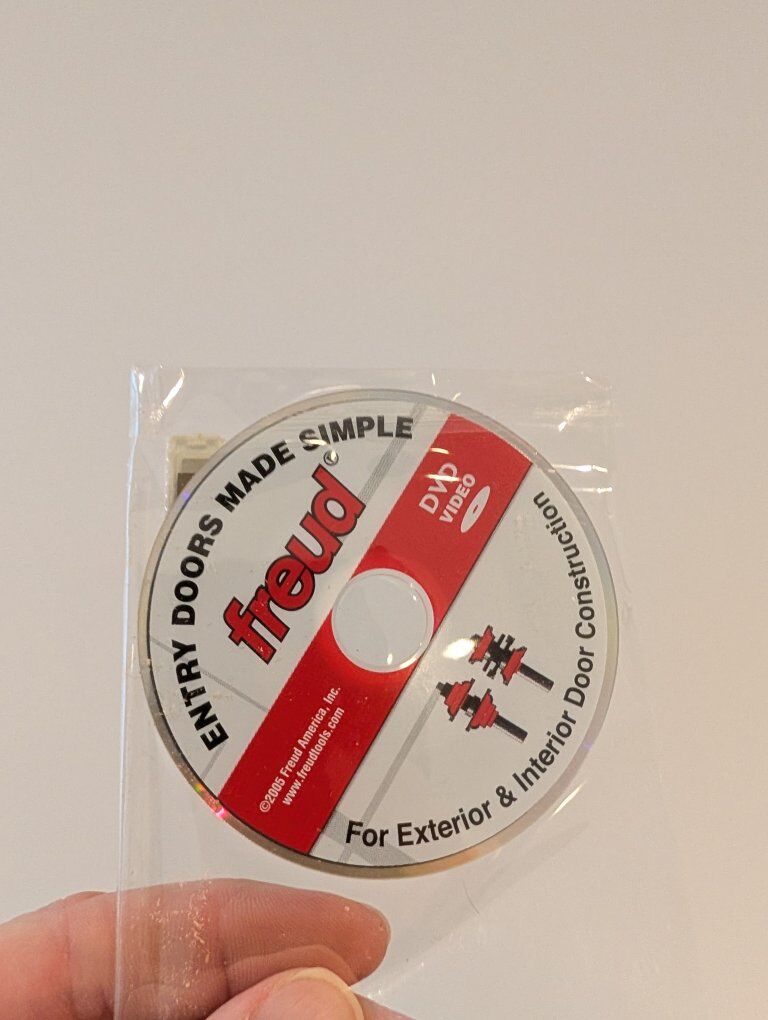 ENTRY DOORS MADE SIMPLE
freud®
DVD
VIDEO
©2005 Freud America, Inc.
www.freudtools.com
For Exterior & Interior Door Construction